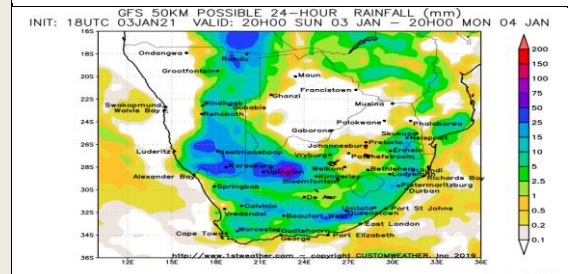 GFS 50KM POSSIBLE 24-HOUR RAINFALL (mm)
INIT: 18UTC 03JAN21 VALID: 20H00 SUN 03 JAN - 20H00 MON 04 JAN
16S
18S
20S
22S
24S
26S
28S
30S
32S
34S
36S
Ondangwa
Rundu
Grootfontein
Maun
Francistown
Ghanzi
Musina
Swakopmund
Walvis Bay
Windhoek
Gobabis
Rehoboth
Polokwane
Phalaborwa
Gaborone
Skukuza
Nelspruit
Johannesburg
Pretoria
Luderitz
Keetmanshoop
Vryburg
Potchefstroom
Ermelo
Karasburg
Upington
Welkom
Bethlehem
Ulundi
Alexander Bay
Kimberley
Ladysmith
Richards Bay
Bloemfontein
Springbok
Pietermaritzburg
Durban
De Aar
Calvinia
Umtata
Port St Johns
Vredendal
Beaufort West
Queenstown
East London
Cape Town
Worcester
Oudtshoorn
George
Port Elizabeth
http://www.1stweather.com - copyright CUSTOMWEATHER, Inc 2019
12E
15E
18E
21E
24E
27E
30E
33E
36E
200
150
100
75
50
25
15
10
5
2.5
1
0.5
0.2
0.1